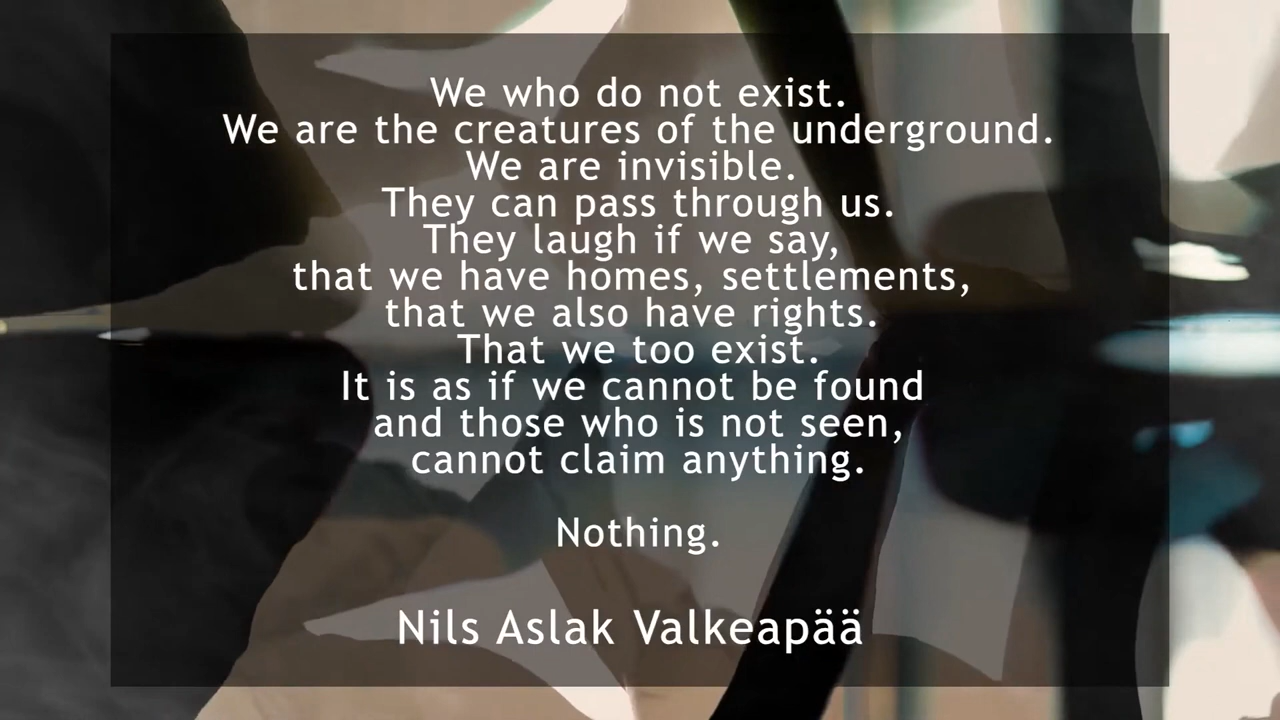 We who do not exist.
We are the creatures of the underground.
We are invisible.
They can pass through us.
They laugh if we say,
that we have homes, settlements,
that we also have rights.
That we too exist.
It is as if we cannot be found
and those who is not seen,
cannot claim anything.
Nothing.
Nils Aslak Valkeapää